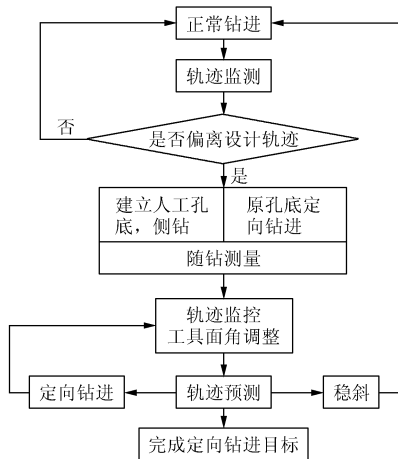 正常钻进
轨迹监测
否
是否偏离设计轨迹
是
建立人工孔
底，侧钻
原孔底定
向钻进
随钻测量
轨迹监控
工具面角调整
定向钻进
轨迹预测
稳斜
完成定向钻进目标